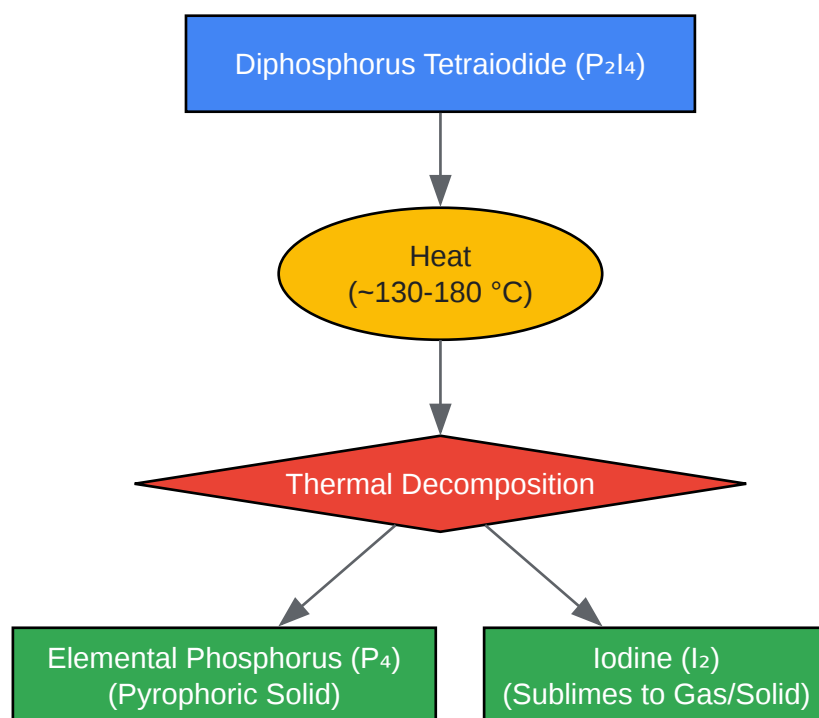 Diphosphorus Tetraiodide (P₂I₄)
Heat
(~130-180 °C)
Thermal Decomposition
Elemental Phosphorus (P₄)
(Pyrophoric Solid)
Iodine (I₂)
(Sublimes to Gas/Solid)